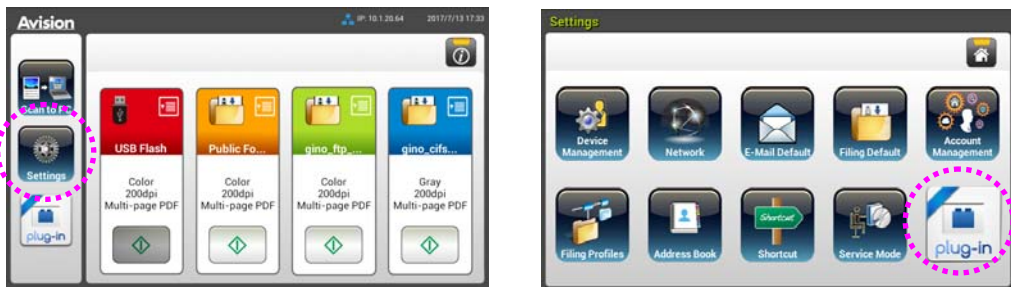 Avision
IP: 10.1.20.64 2017/7/13 17:33
Scan to PC
Settings
plug-in
USB Flash
Color
200dpi
Multi-page PDF
Public Fo...
Color
200dpi
Multi-page PDF
gino_ftp_...
Color
200dpi
Multi-page PDF
gino_cifs...
Gray
200dpi
Multi-page PDF
Settings
Device
Management
Network
E-Mail Default
Filing Default
Account
Management
Filing Profiles
Address Book
Shortcut
Shortcut
Service Mode
plug-in